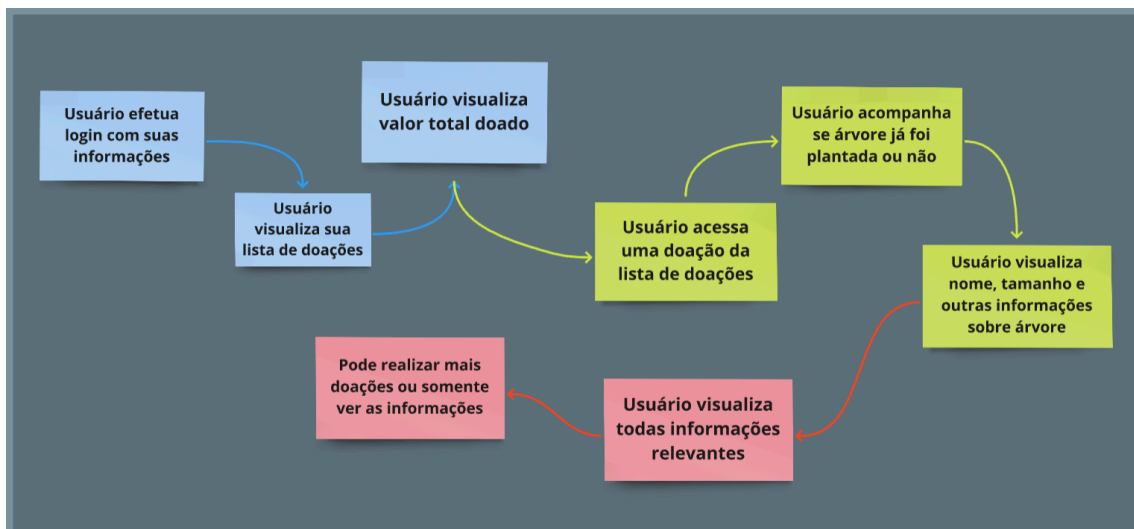 Usuário efetua
login com suas
informações
Usuário
visualiza sua
lista de doações
Usuário visualiza
valor total doado
Usuário acessa
uma doação da
lista de doações
Usuário acompanha
se árvore já foi
plantada ou não
Usuário visualiza
nome, tamanho e
outras informações
sobre árvore
Usuário visualiza
todas informações
relevantes
Pode realizar mais
doações ou somente
ver as informações